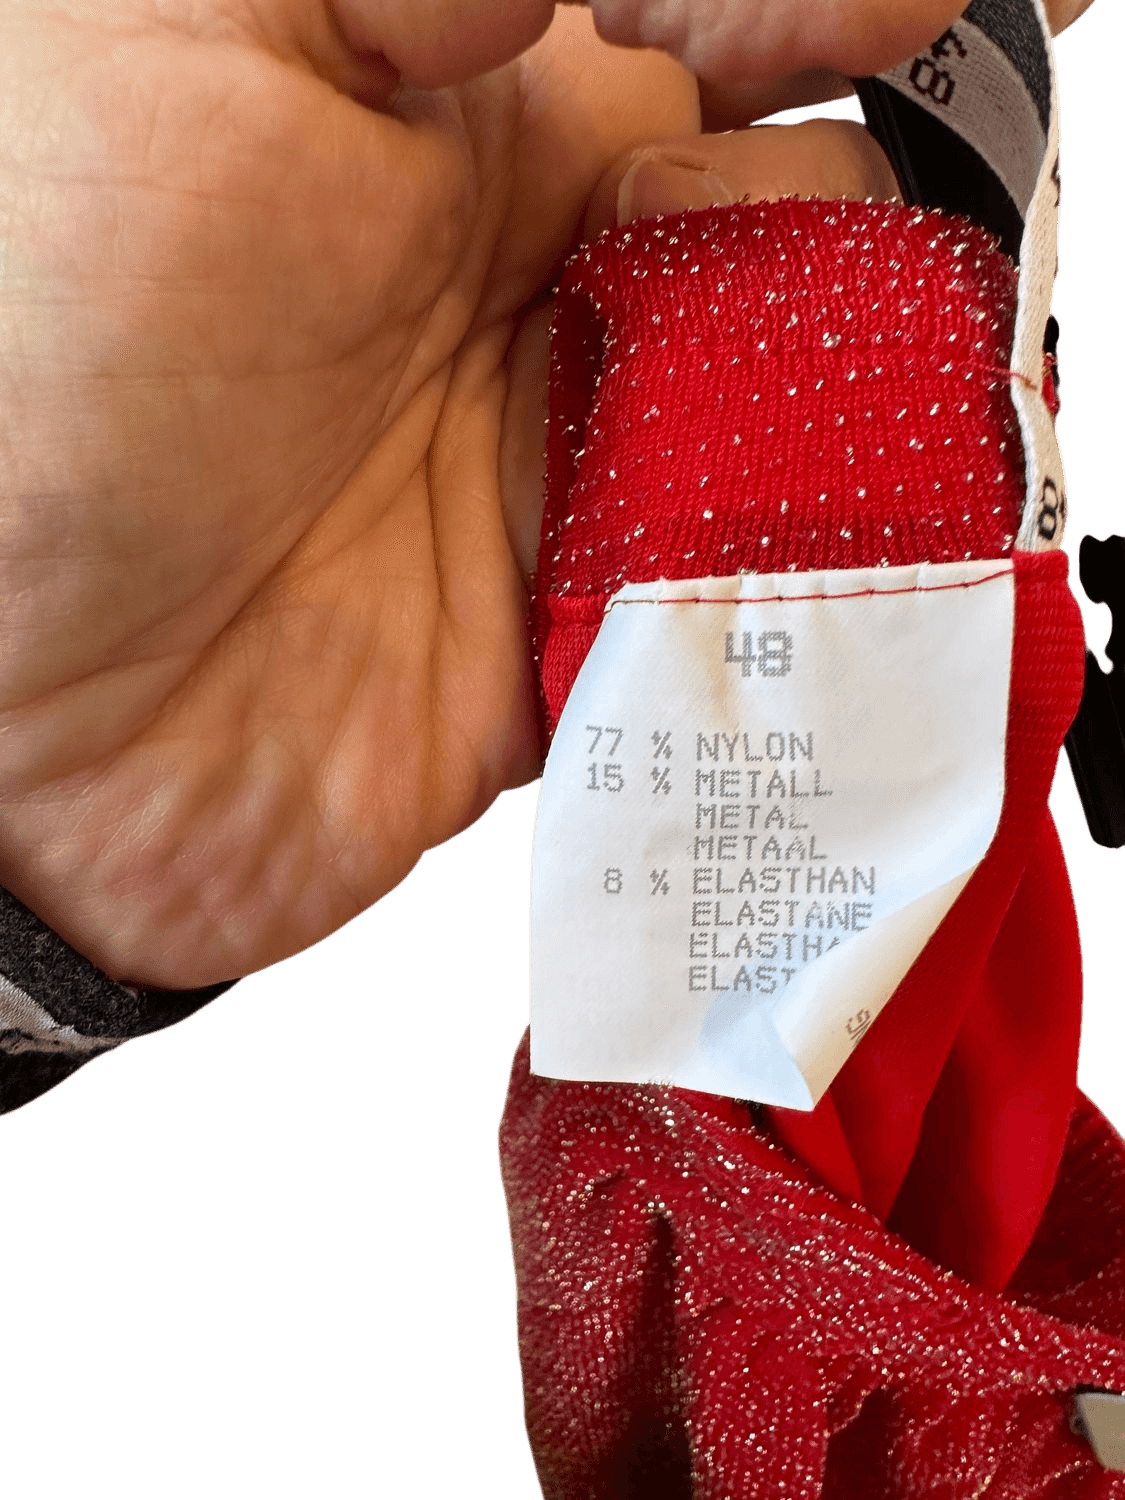 48
77 % NYLON
15 % METALL
METAL
METAAL
8 % ELASTHAN
ELASTANE